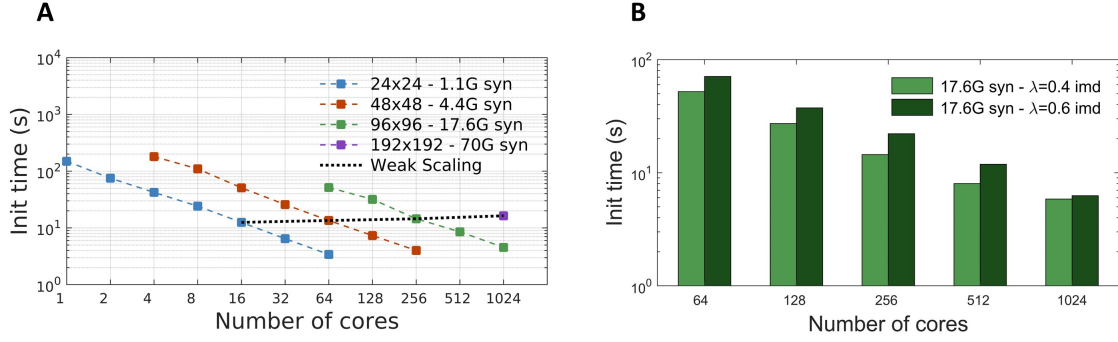 A
10^4
10^3
10^2
10^1
10^0
Init time (s)
24x24 - 1.1G syn
48x48 - 4.4G syn
96x96 - 17.6G syn
192x192 - 70G syn
Weak Scaling
1 2 4 8 16 32 64 128 256 512 1024
Number of cores
B
10^2
10^1
10^0
Init time (s)
17.6G syn - λ=0.4 imd
17.6G syn - λ=0.6 imd
64 128 256 512 1024
Number of cores